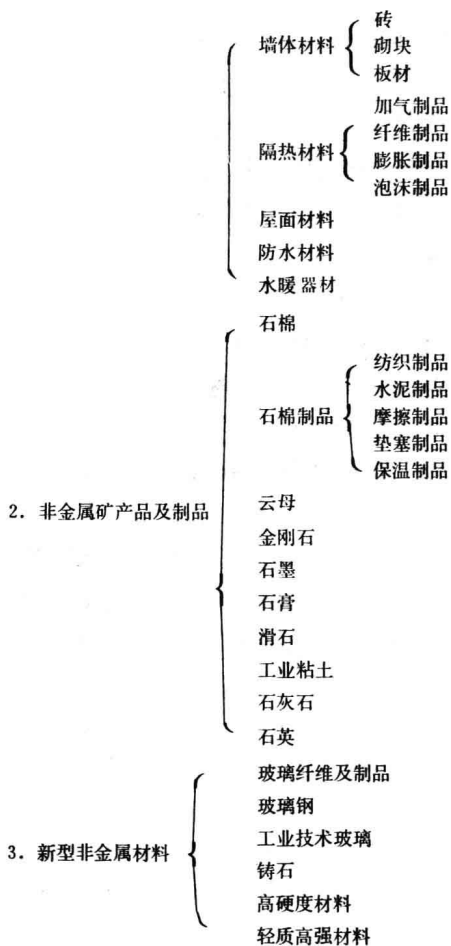 砖
墙体材料
砌块
板材
加气制品
纤维制品
隔热材料
膨胀制品
泡沫制品
屋面材料
防水材料
水暖器材
石棉
纺织制品
水泥制品
石棉制品
摩擦制品
垫塞制品
保温制品
云母
2. 非金属矿产品及制品
金刚石
石墨
石膏
滑石
工业粘土
石灰石
石英
玻璃纤维及制品
玻璃钢
工业技术玻璃
3. 新型非金属材料
铸石
高硬度材料
轻质高强材料